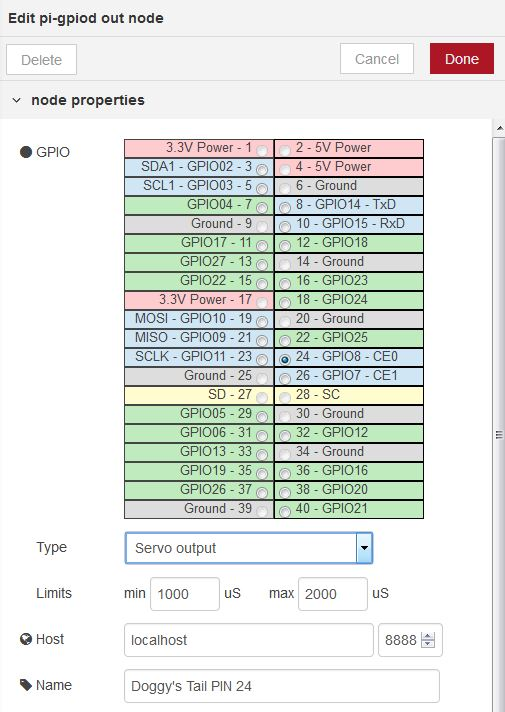 Edit pi-gpiod out node
Delete Cancel Done
node properties
GPIO
3.3V Power - 1 2 - 5V Power
SDA1 - GPIO02 - 3 4 - 5V Power
SCL1 - GPIO03 - 5 6 - Ground
GPIO04 - 7 8 - GPIO14 - TxD
Ground - 9 10 - GPIO15 - RxD
GPIO17 - 11 12 - GPIO18
GPIO27 - 13 14 - Ground
GPIO22 - 15 16 - GPIO23
3.3V Power - 17 18 - GPIO24
MOSI - GPIO10 - 19 20 - Ground
MISO - GPIO09 - 21 22 - GPIO25
SCLK - GPIO11 - 23 24 - GPIO8 - CE0
Ground - 25 26 - GPIO7 - CE1
SD - 27 28 - SC
GPIO05 - 29 30 - Ground
GPIO06 - 31 32 - GPIO12
GPIO13 - 33 34 - Ground
GPIO19 - 35 36 - GPIO16
GPIO26 - 37 38 - GPIO20
Ground - 39 40 - GPIO21
Type Servo output
Limits min 1000 uS max 2000 uS
Host localhost 8888
Name Doggy's Tail PIN 24